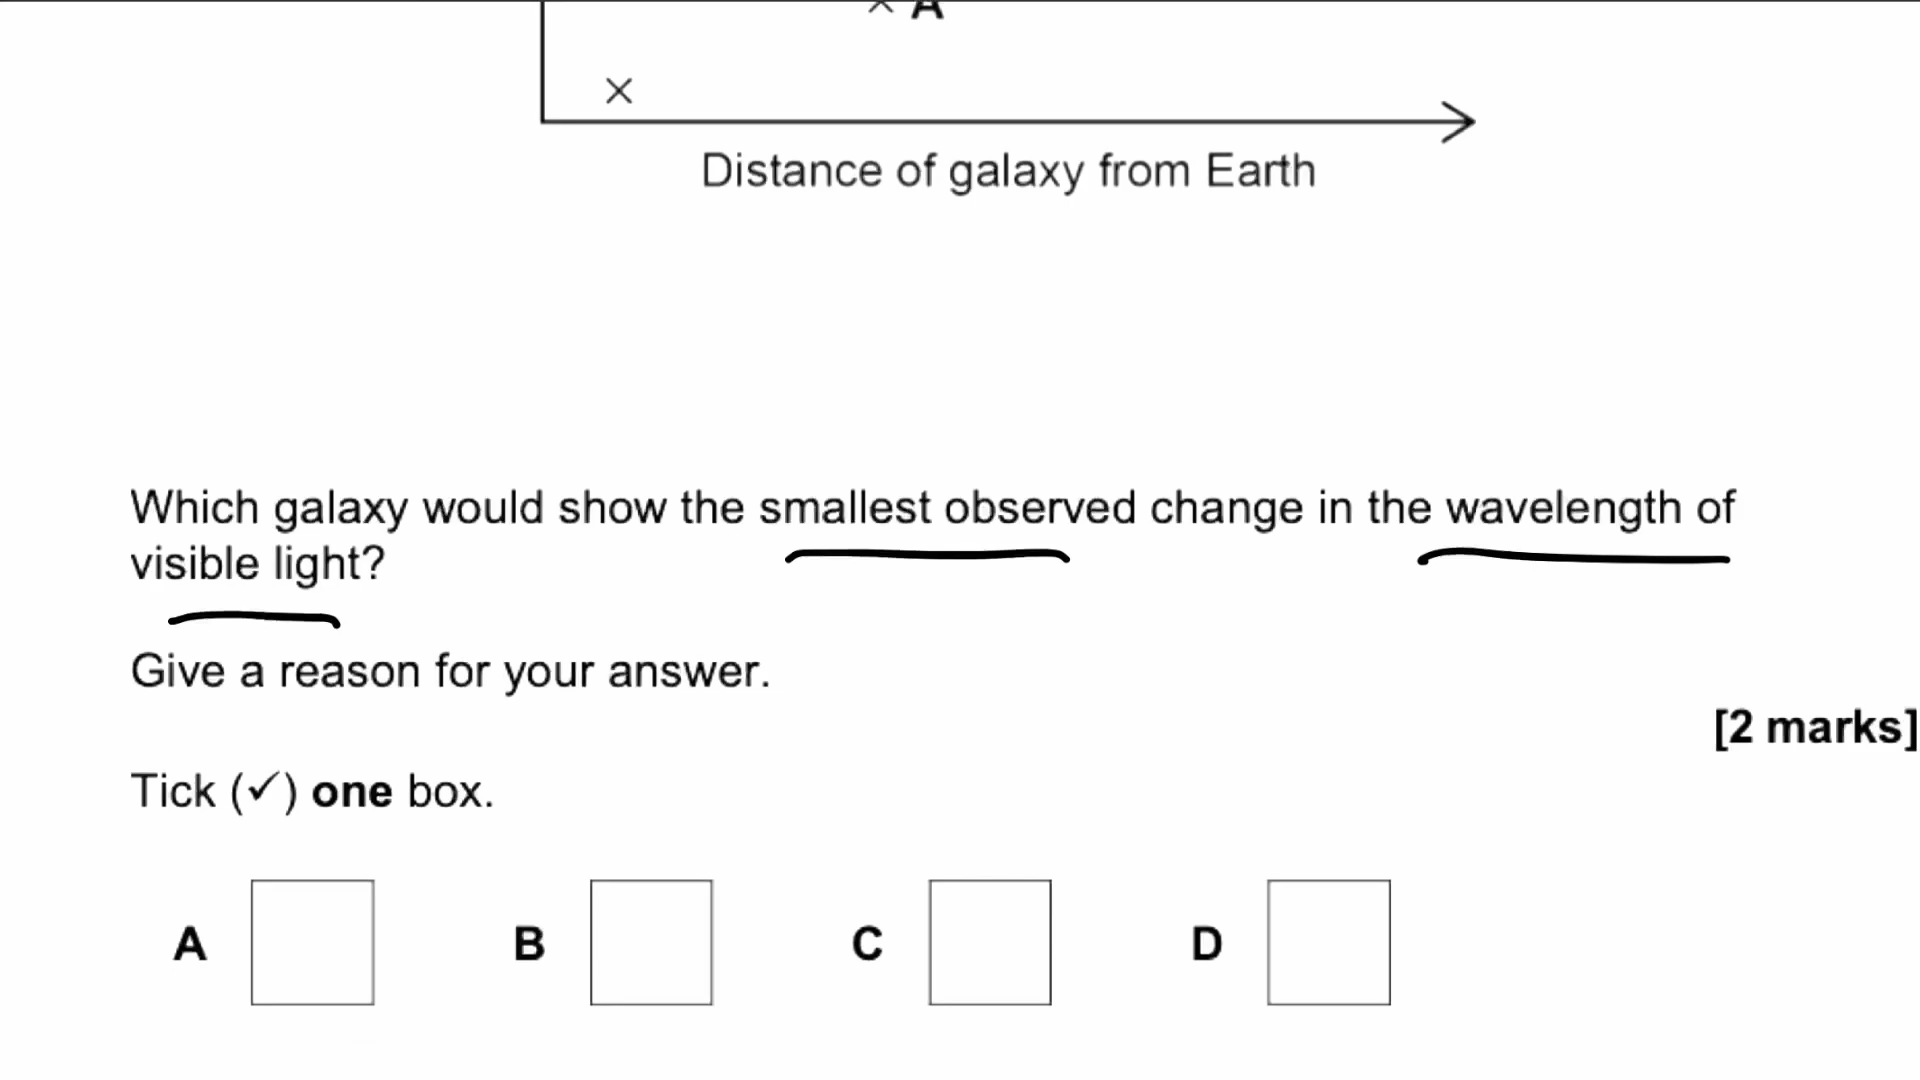 A
Distance of galaxy from Earth
Which galaxy would show the smallest observed change in the wavelength of
visible light?
Give a reason for your answer.
[2 marks]
Tick (✓) one box.
A B C D